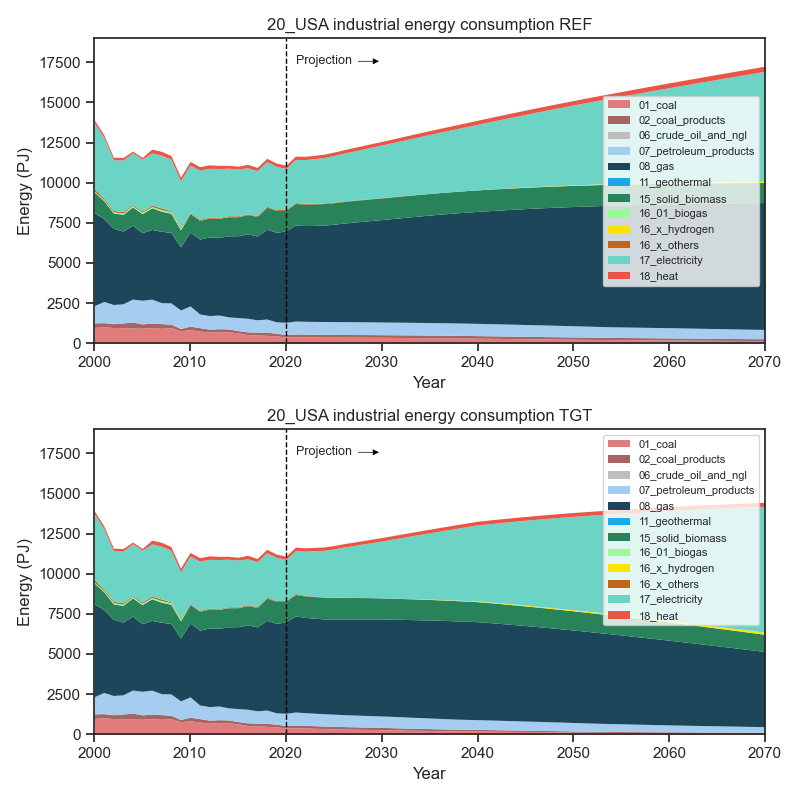 20_USA industrial energy consumption REF
Energy (PJ)
17500
15000
12500
10000
7500
5000
2500
0
Projection
01_coal
02_coal_products
06_crude_oil_and_ngl
07_petroleum_products
08_gas
11_geothermal
15_solid_biomass
16_01_biogas
16_x_hydrogen
16_x_others
17_electricity
18_heat
2000 2010 2020 2030 2040 2050 2060 2070
Year
20_USA industrial energy consumption TGT
Energy (PJ)
17500
15000
12500
10000
7500
5000
2500
0
Projection
01_coal
02_coal_products
06_crude_oil_and_ngl
07_petroleum_products
08_gas
11_geothermal
15_solid_biomass
16_01_biogas
16_x_hydrogen
16_x_others
17_electricity
18_heat
2000 2010 2020 2030 2040 2050 2060 2070
Year